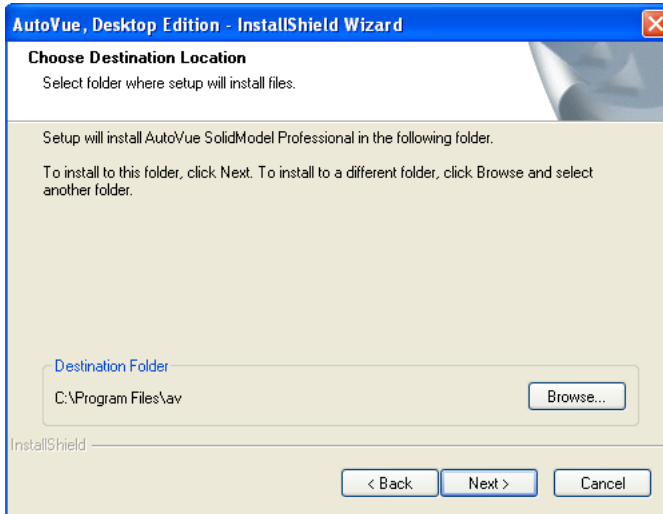 AutoVue, Desktop Edition - InstallShield Wizard
Choose Destination Location
Select folder where setup will install files.
Setup will install AutoVue SolidModel Professional in the following folder.
To install to this folder, click Next. To install to a different folder, click Browse and select
another folder.
Destination Folder
C:\Program Files\av
Browse...
InstallShield
< Back
Next >
Cancel